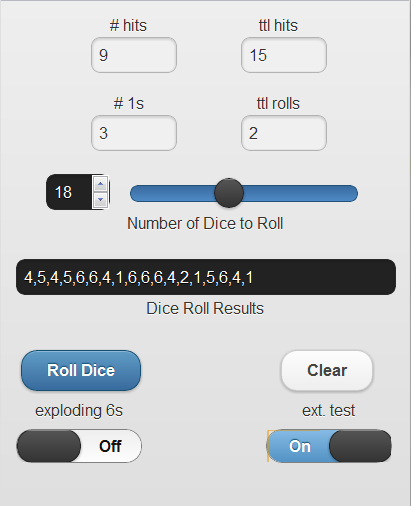 # hits ttl hits
9 15
# 1s ttl rolls
3 2
18
Number of Dice to Roll
4,5,4,5,6,6,4,1,6,6,6,4,2,1,5,6,4,1
Dice Roll Results
Roll Dice Clear
exploding 6s ext. test
Off On